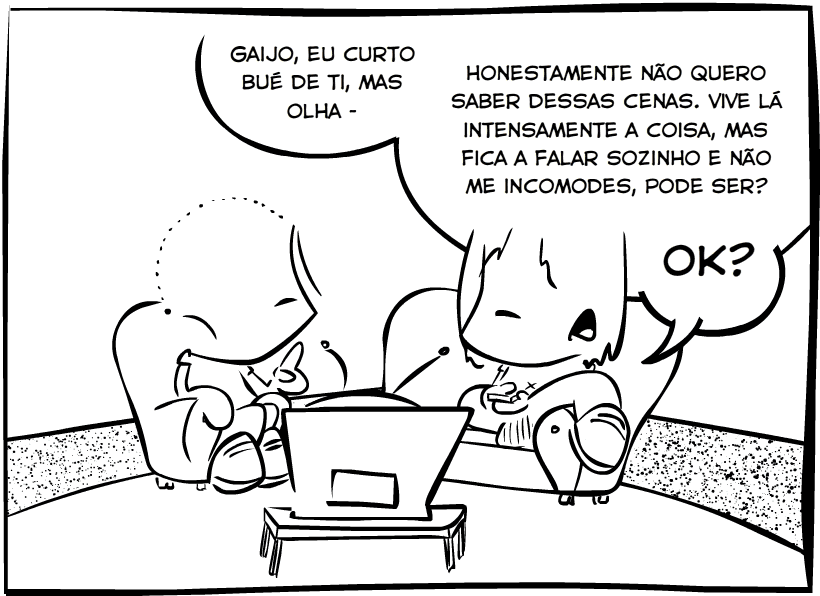 GAIJO, EU CURTO
BUÉ DE TI, MAS
OLHA -
HONESTAMENTE NÃO QUERO
SABER DESSAS CENAS. VIVE LÁ
INTENSAMENTE A COISA, MAS
FICA A FALAR SOZINHO E NÃO
ME INCOMODES, PODE SER?
OK?